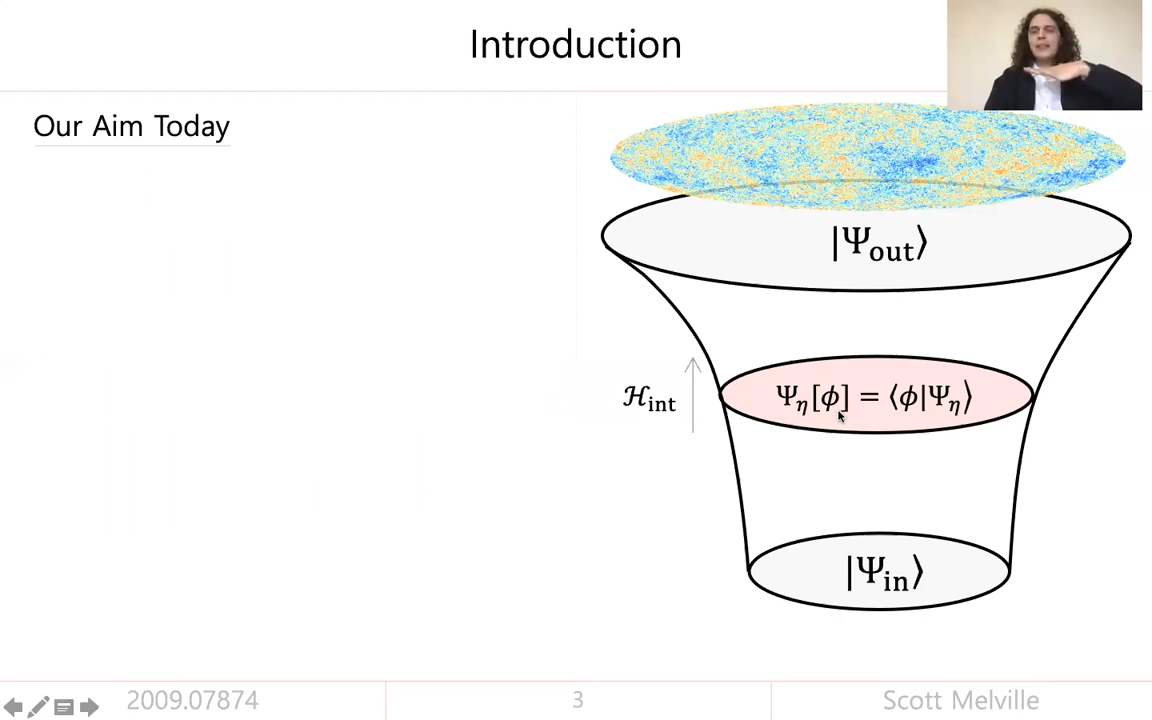 Introduction
Our Aim Today
|Ψout⟩
ℋint
Ψη[ϕ] = ⟨ϕ|Ψη⟩
|Ψin⟩
2009.07874
3
Scott Melville